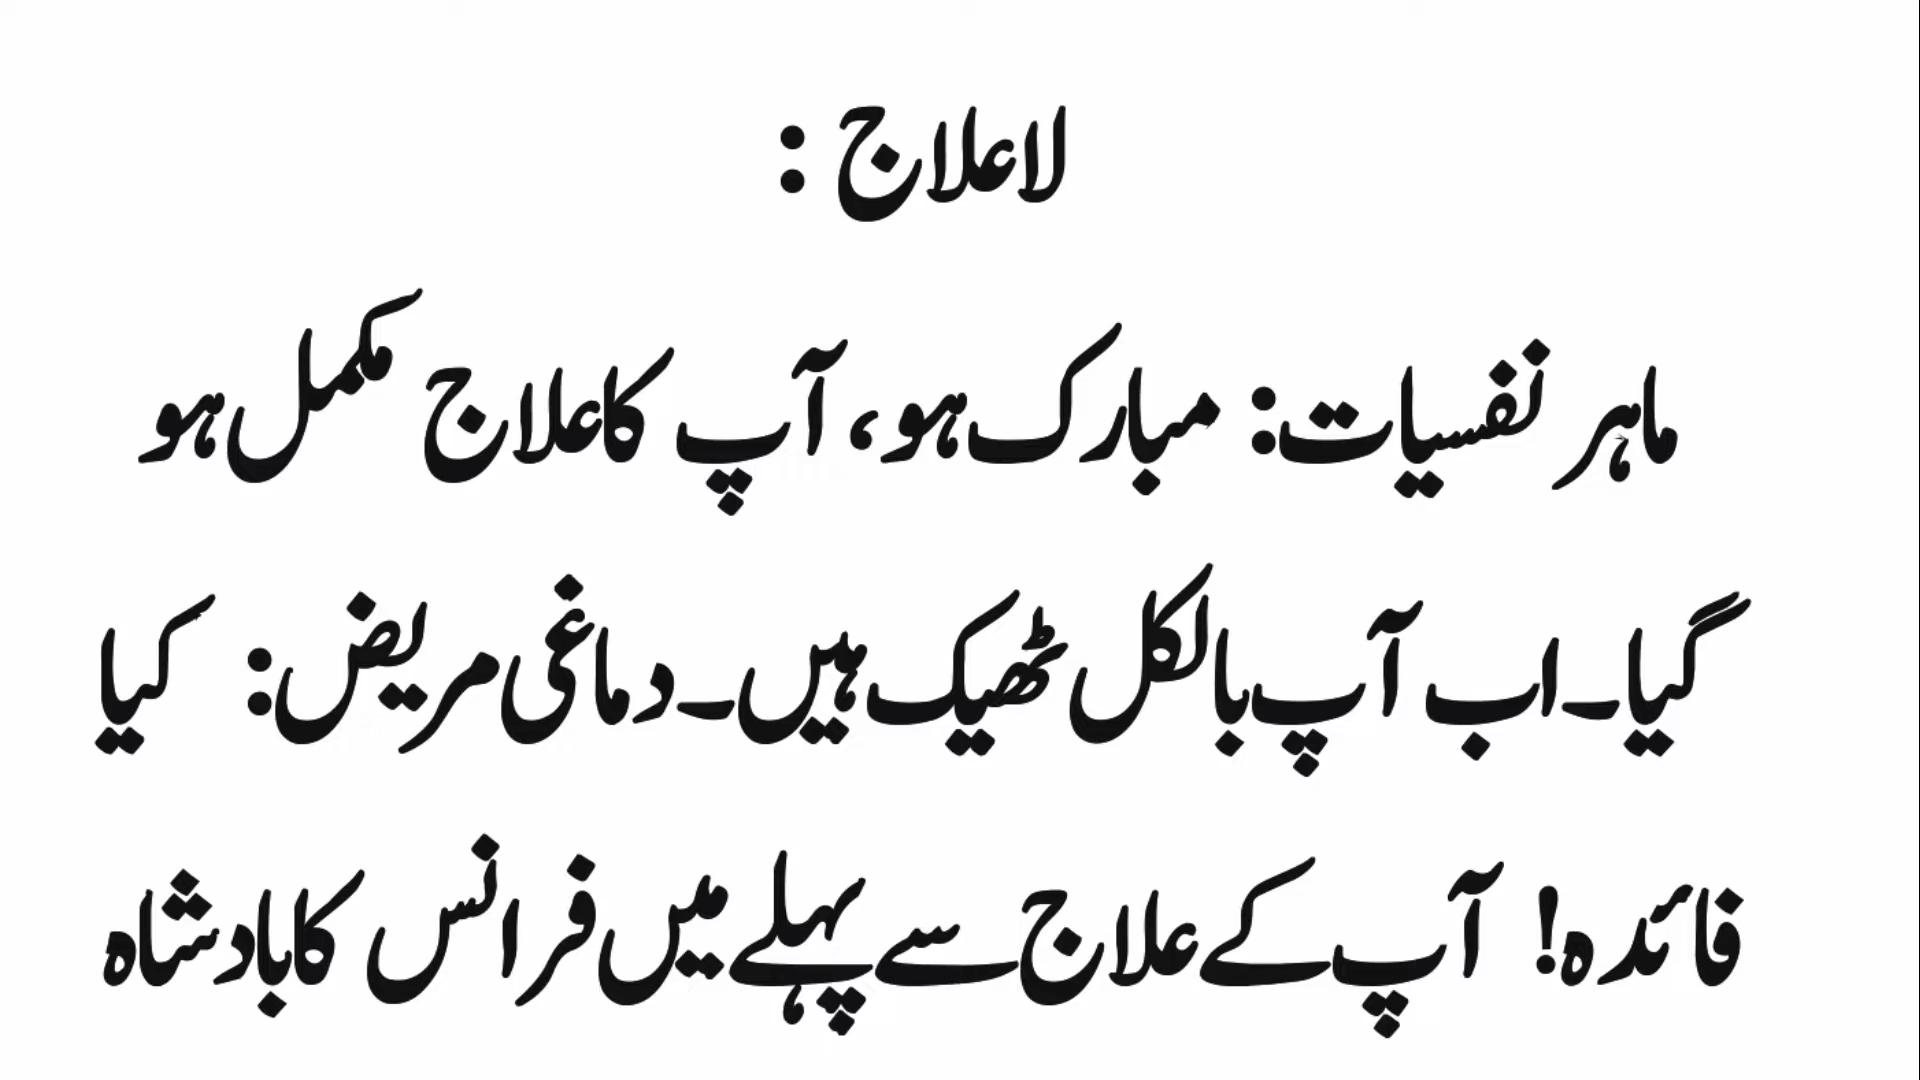 لاعلاج :
ماہر نفسیات: مبارک ہو، آپ کا علاج مکمل ہو
گیا۔ اب آپ بالکل ٹھیک ہیں۔ دماغی مریض: کیا
فائدہ! آپ کے علاج سے پہلے میں فرانس کا بادشاہ